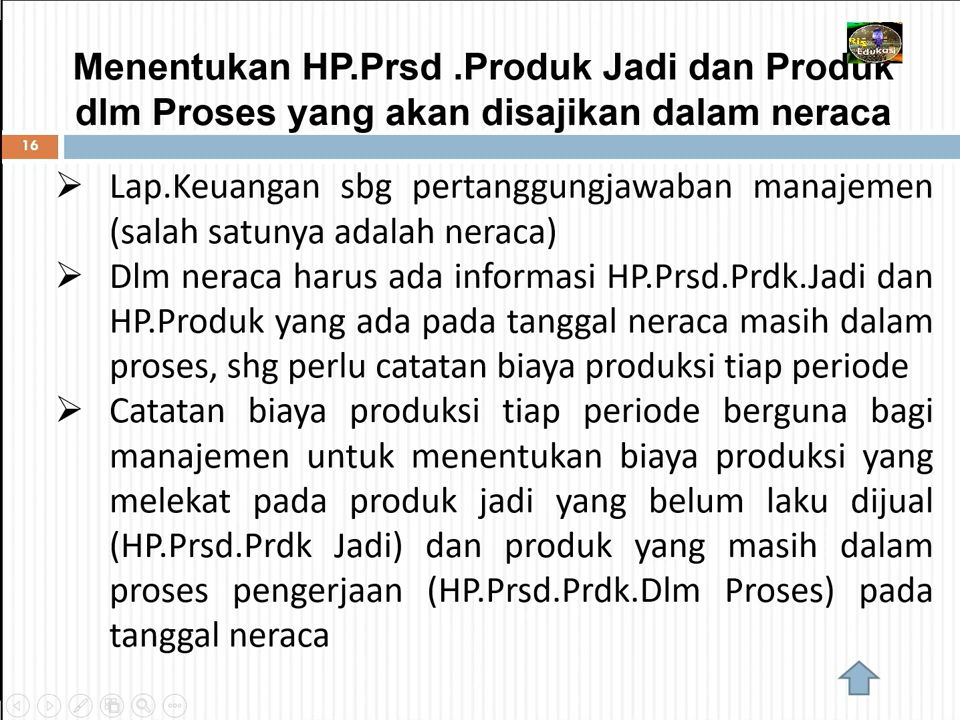 Menentukan HP.Prsd .Produk Jadi dan Produk
dlm Proses yang akan disajikan dalam neraca
16
Lap.Keuangan sbg pertanggungjawaban manajemen
(salah satunya adalah neraca)
Dlm neraca harus ada informasi HP.Prsd.Prdk.Jadi dan
HP.Produk yang ada pada tanggal neraca masih dalam
proses, shg perlu catatan biaya produksi tiap periode
Catatan biaya produksi tiap periode berguna bagi
manajemen untuk menentukan biaya produksi yang
melekat pada produk jadi yang belum laku dijual
(HP.Prsd.Prdk Jadi) dan produk yang masih dalam
proses pengerjaan (HP.Prsd.Prdk.Dlm Proses) pada
tanggal neraca
Edukasi